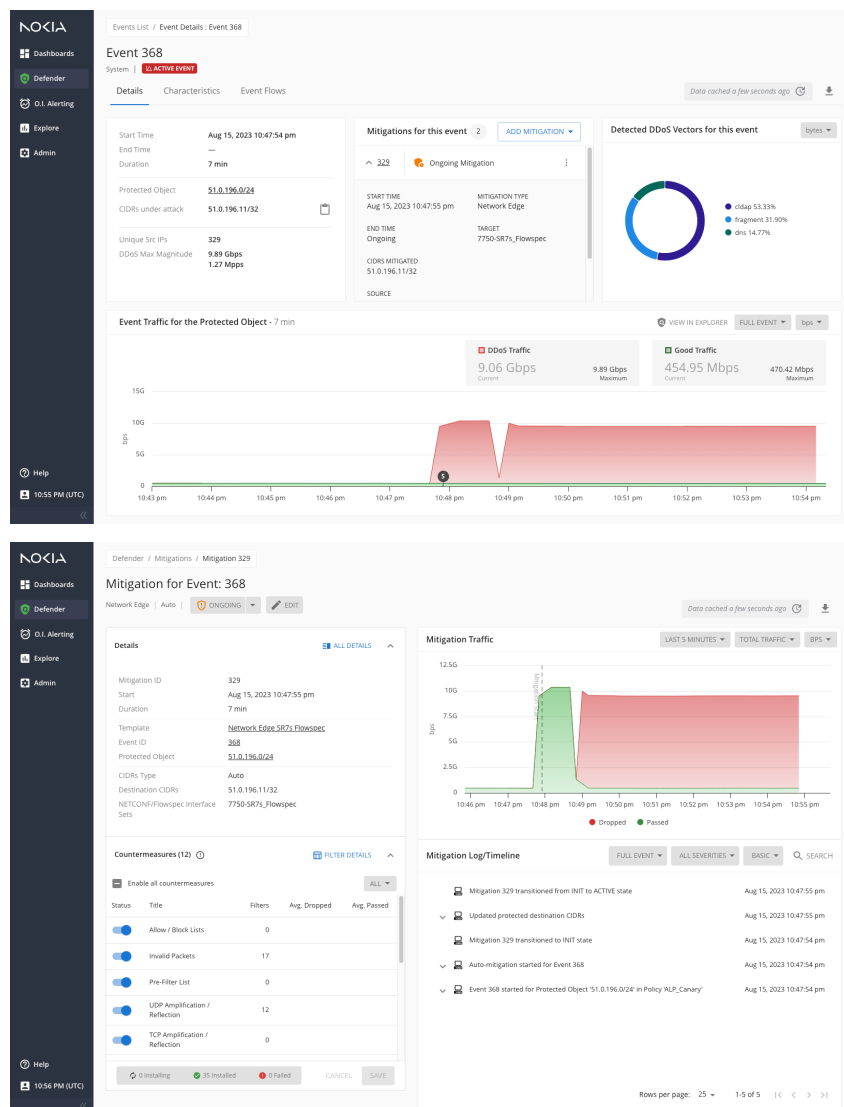 NOKIA
Dashboards
Defender
O.I. Alerting
Explore
Admin
Help
10:55 PM (UTC)
Events List / Event Details : Event 368
Event 368
System | ACTIVE EVENT
Details Characteristics Event Flows
Data cached a few seconds ago
Start Time Aug 15, 2023 10:47:54 pm
End Time —
Duration 7 min
Protected Object 51.0.196.0/24
CIDRs under attack 51.0.196.11/32
Unique Src IPs 329
DDoS Max Magnitude 9.89 Gbps
1.27 Mpps
Mitigations for this event 2 ADD MITIGATION
329 Ongoing Mitigation
START TIME MITIGATION TYPE
Aug 15, 2023 10:47:55 pm Network Edge
END TIME TARGET
Ongoing 7750-SR7s_Flowspec
CIDRS MITIGATED
51.0.196.11/32
SOURCE
Detected DDoS Vectors for this event bytes
cldap 53.33%
fragment 31.90%
dns 14.77%
Event Traffic for the Protected Object - 7 min
VIEW IN EXPLORER FULL EVENT bps
DDoS Traffic
9.06 Gbps 9.89 Gbps
Current Maximum
Good Traffic
454.95 Mbps 470.42 Mbps
Current Maximum
15G
10G
5G
0
bps
S
10:43 pm 10:44 pm 10:45 pm 10:46 pm 10:47 pm 10:48 pm 10:49 pm 10:50 pm 10:51 pm 10:52 pm 10:53 pm 10:54 pm
NOKIA
Dashboards
Defender
O.I. Alerting
Explore
Admin
Help
10:56 PM (UTC)
Defender / Mitigations / Mitigation 329
Mitigation for Event: 368
Network Edge | Auto | ONGOING EDIT
Data cached a few seconds ago
Details ALL DETAILS
Mitigation ID 329
Start Aug 15, 2023 10:47:55 pm
Duration 7 min
Template Network Edge SR7s Flowspec
Event ID 368
Protected Object 51.0.196.0/24
CIDRs Type Auto
Destination CIDRs 51.0.196.11/32
NETCONF/Flowspec Interface 7750-SR7s_Flowspec
Sets
Countermeasures (12) FILTER DETAILS
Enable all countermeasures ALL
Status Title Filters Avg. Dropped Avg. Passed
Allow / Block Lists 0
Invalid Packets 17
Pre-Filter List 0
UDP Amplification / 12
Reflection
TCP Amplification / 0
Reflection
0 Installing 35 Installed 0 Failed CANCEL SAVE
Mitigation Traffic LAST 5 MINUTES TOTAL TRAFFIC BPS
12.5G
10G
7.5G
5G
2.5G
0
bps
Mitigation Start
10:46 pm 10:47 pm 10:48 pm 10:49 pm 10:50 pm 10:51 pm 10:52 pm 10:53 pm 10:54 pm 10:55 pm
Dropped Passed
Mitigation Log/Timeline FULL EVENT ALL SEVERITIES BASIC SEARCH
Mitigation 329 transitioned from INIT to ACTIVE state Aug 15, 2023 10:47:55 pm
Updated protected destination CIDRs Aug 15, 2023 10:47:55 pm
Mitigation 329 transitioned to INIT state Aug 15, 2023 10:47:54 pm
Auto-mitigation started for Event 368 Aug 15, 2023 10:47:54 pm
Event 368 started for Protected Object '51.0.196.0/24' in Policy 'ALP_Canary' Aug 15, 2023 10:47:54 pm
Rows per page: 25 1-5 of 5